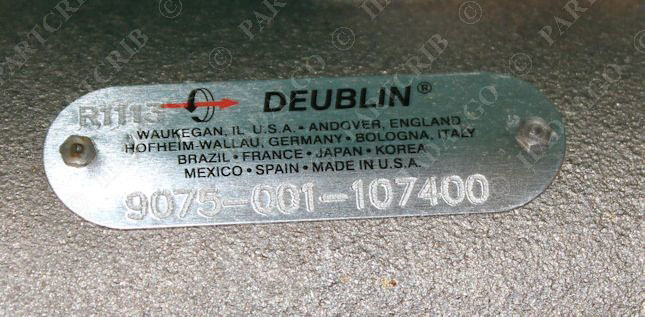 R1113 DEUBLIN®
WAUKEGAN, IL U.S.A. • ANDOVER, ENGLAND
HOFHEIM-WALLAU, GERMANY • BOLOGNA, ITALY
BRAZIL • FRANCE • JAPAN • KOREA
MEXICO • SPAIN • MADE IN U.S.A.
9075-001-107400